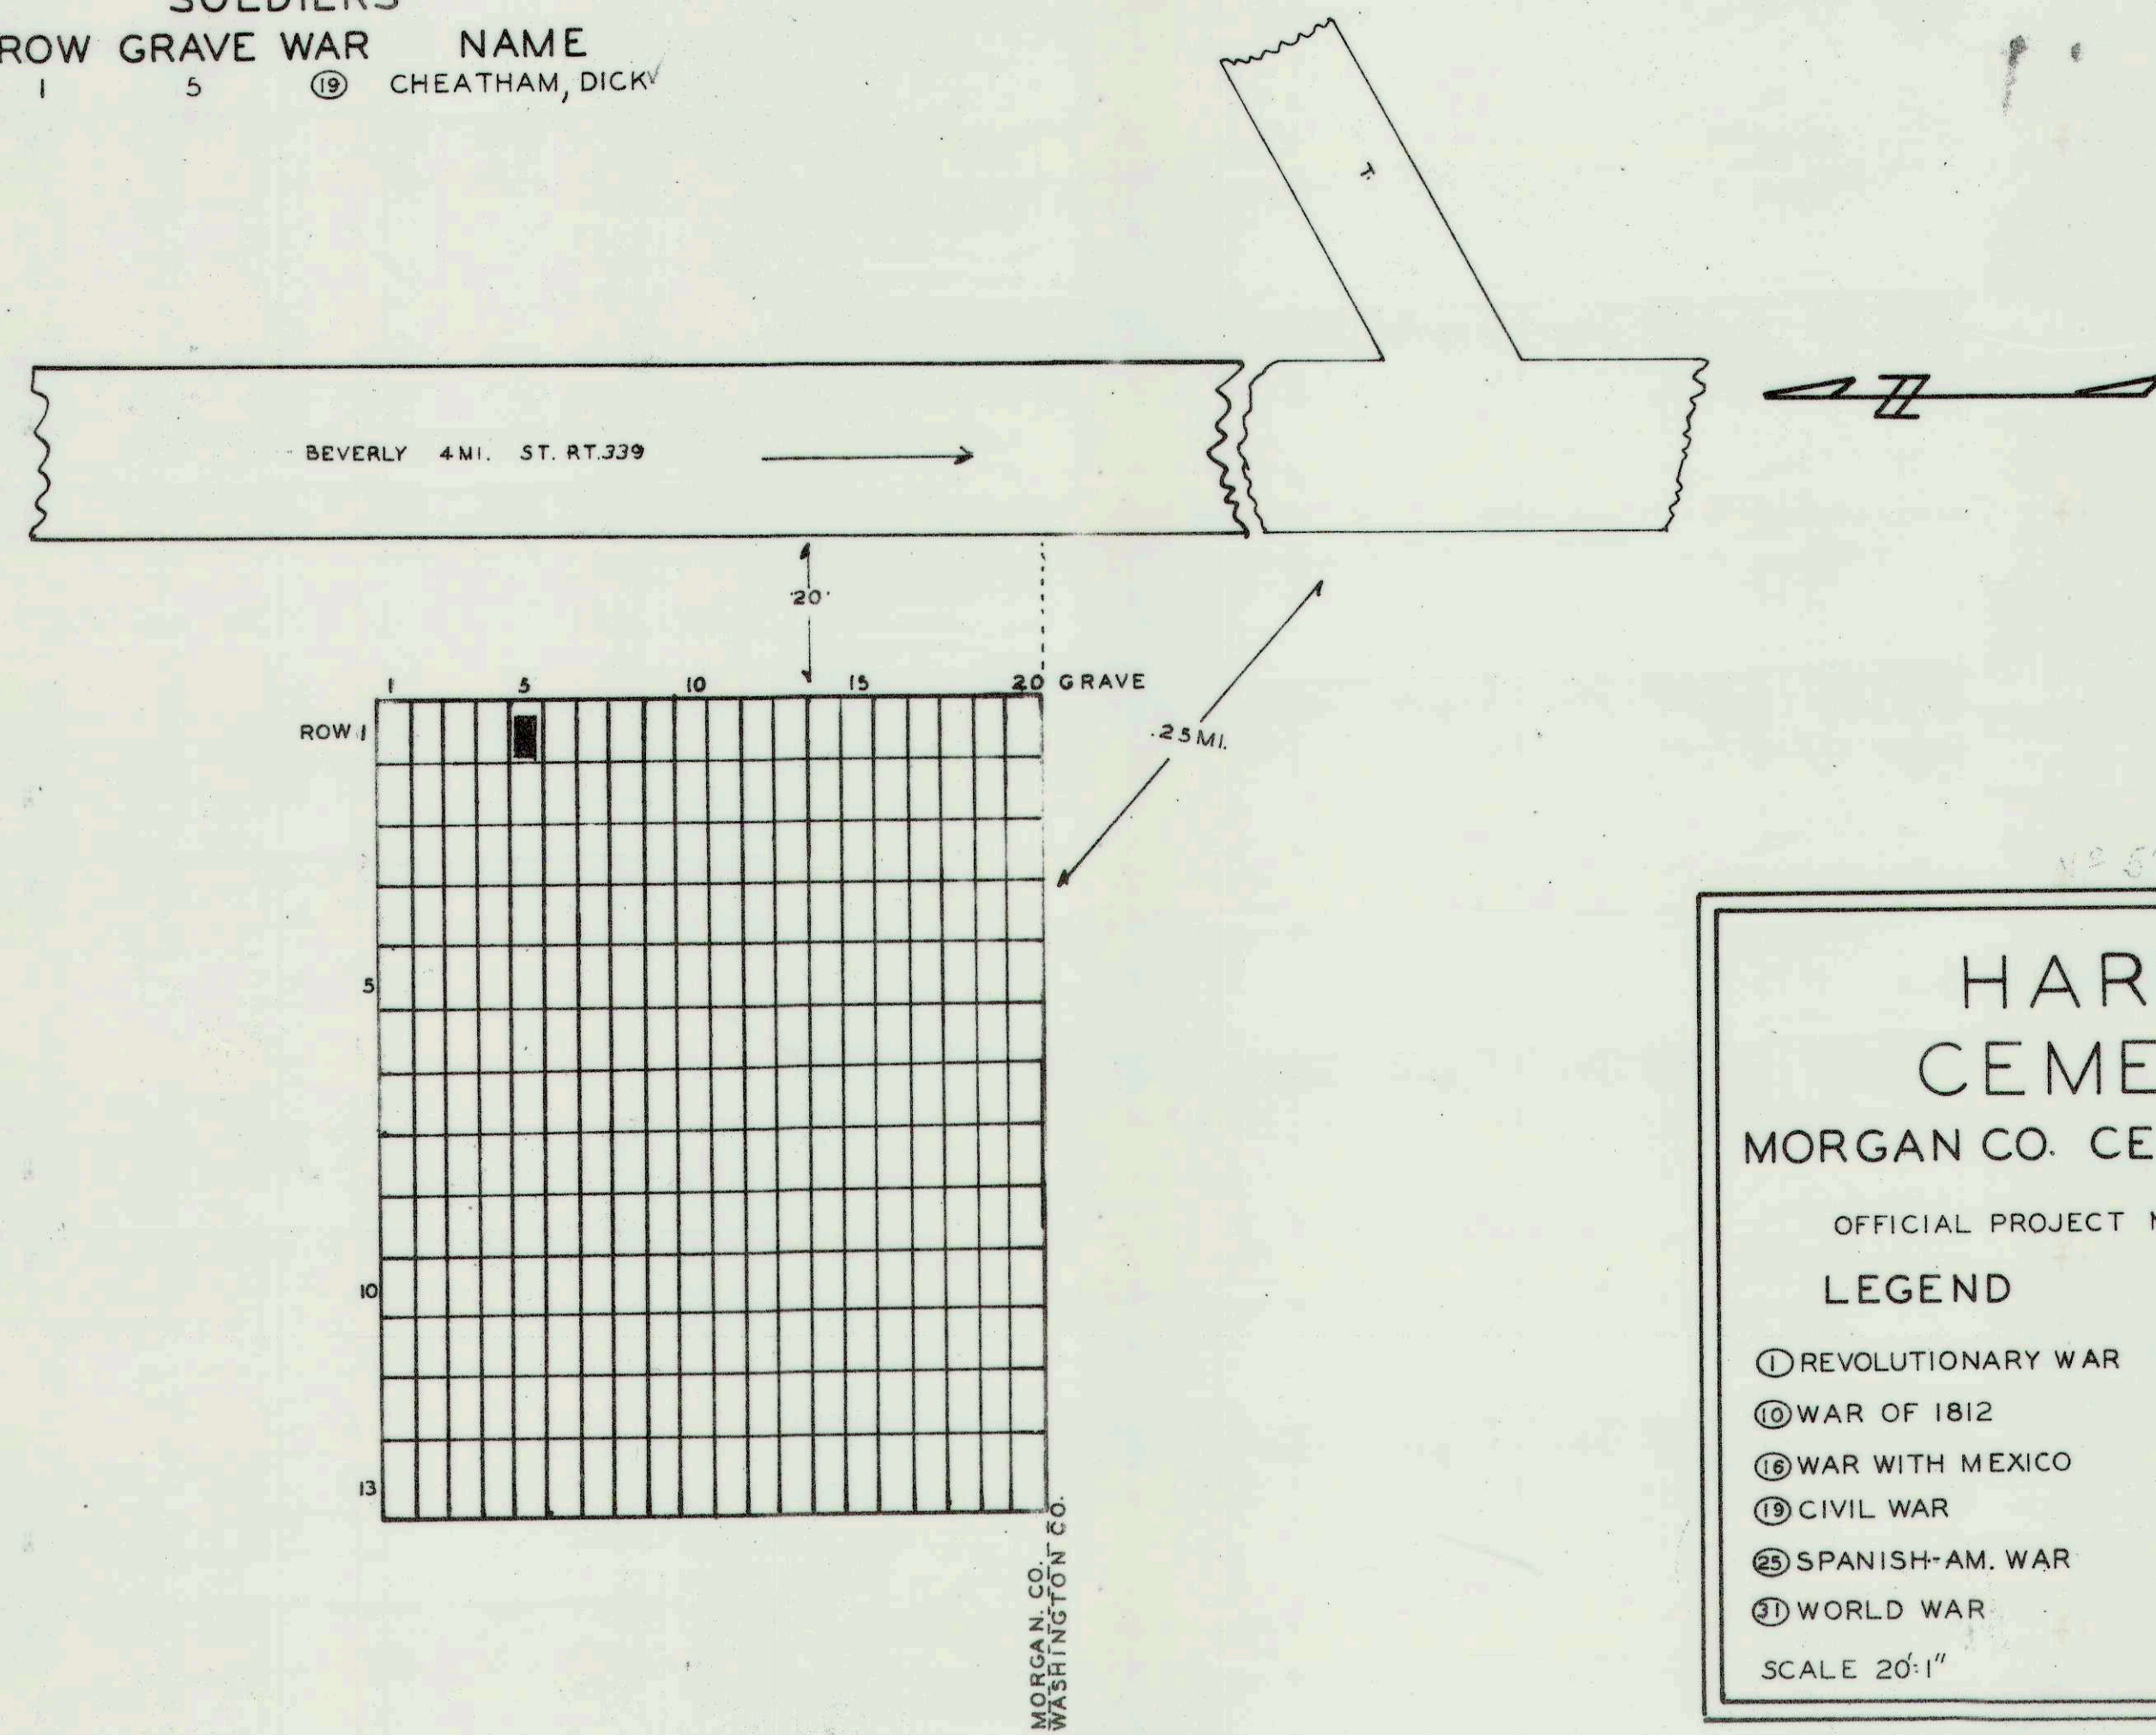 SOLDIERS
ROW GRAVE WAR NAME
1 5 (19) CHEATHAM, DICK
T.
BEVERLY 4 MI. ST. RT. 339
N
20'
1 5 10 15 20 GRAVE
ROW 1
.25 MI.
5
10
13
MORGAN. CO.
WASHINGTON CO.
HAR
CEME
MORGAN CO. CE
OFFICIAL PROJECT
LEGEND
(1) REVOLUTIONARY WAR
(10) WAR OF 1812
(16) WAR WITH MEXICO
(19) CIVIL WAR
(25) SPANISH-AM. WAR
(31) WORLD WAR
SCALE 20':1"